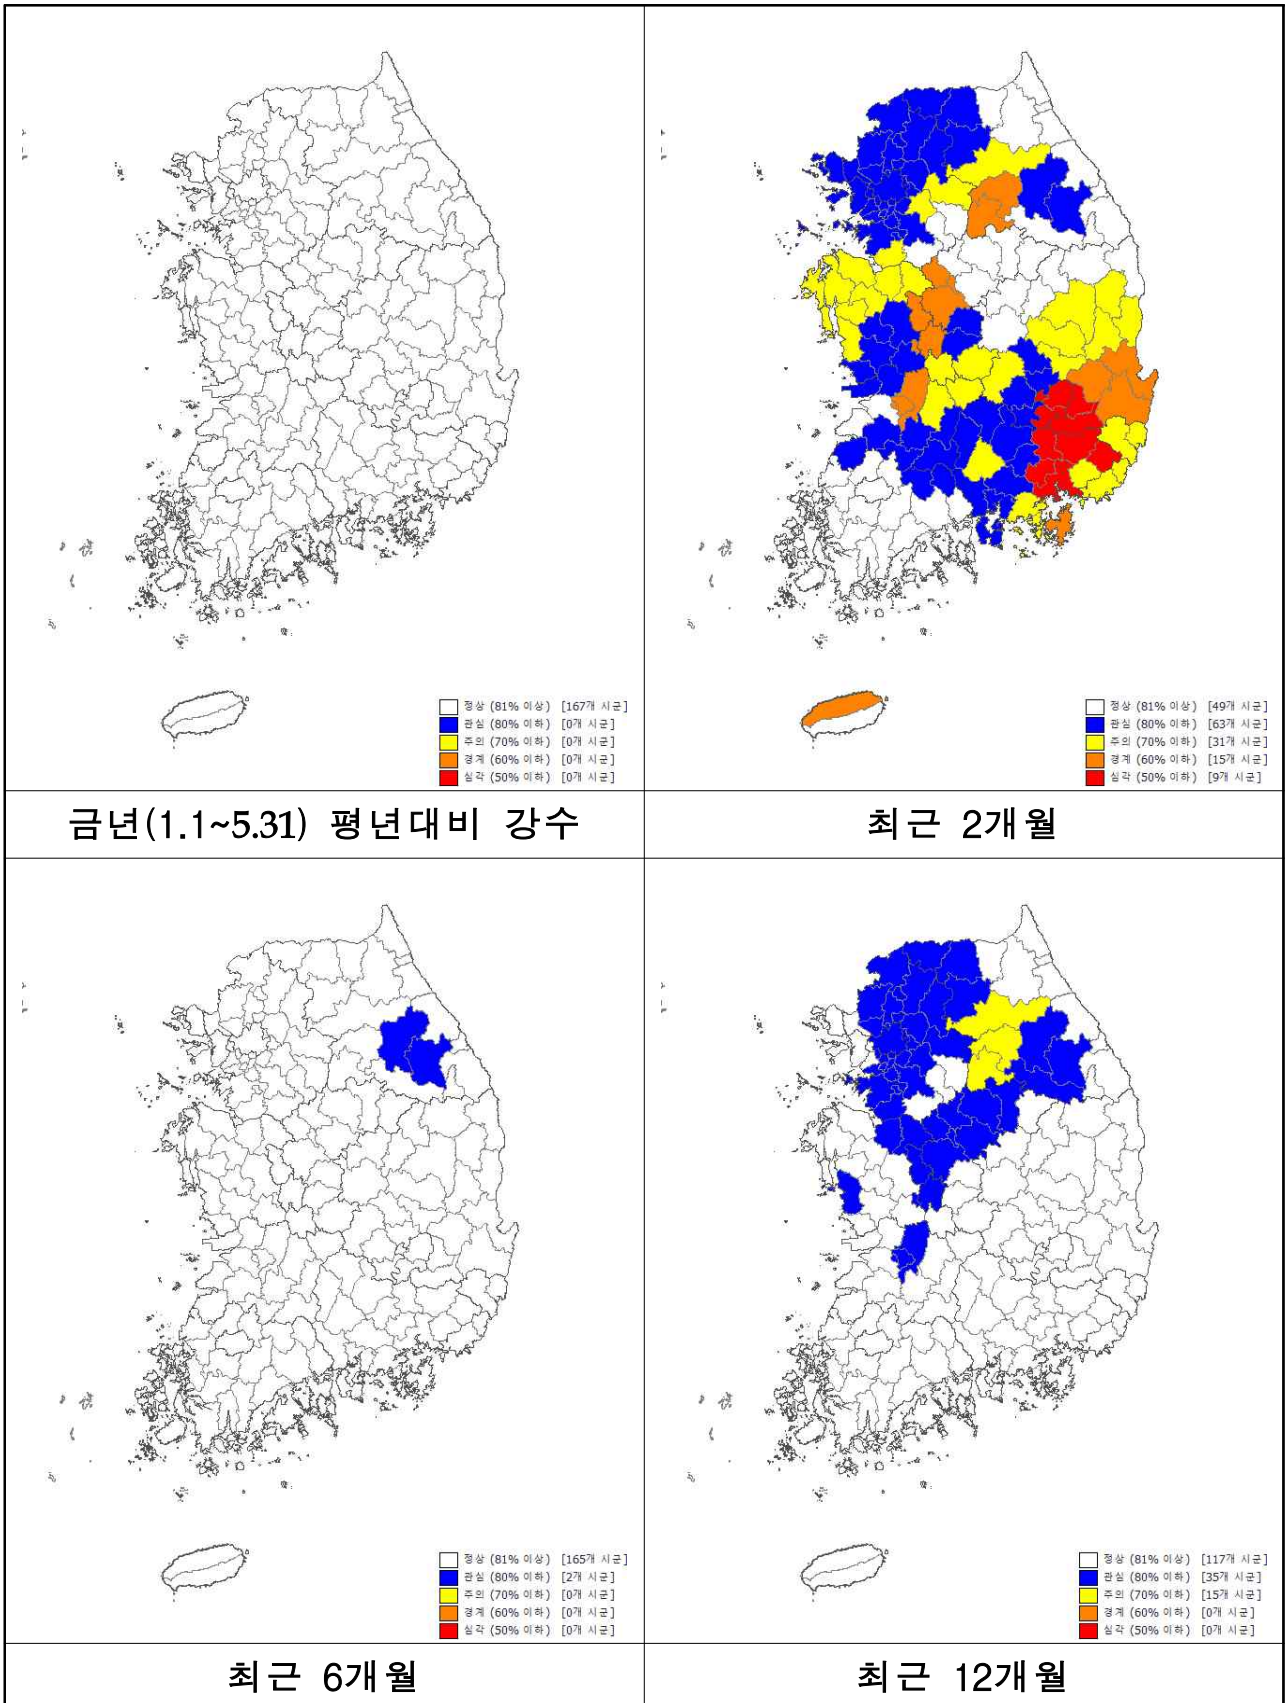 정상 (81% 이상) [167개 시군]
관심 (80% 이하) [0개 시군]
주의 (70% 이하) [0개 시군]
경계 (60% 이하) [0개 시군]
심각 (50% 이하) [0개 시군]
금년(1.1~5.31) 평년대비 강수
정상 (81% 이상) [49개 시군]
관심 (80% 이하) [63개 시군]
주의 (70% 이하) [31개 시군]
경계 (60% 이하) [15개 시군]
심각 (50% 이하) [9개 시군]
최근 2개월
정상 (81% 이상) [165개 시군]
관심 (80% 이하) [2개 시군]
주의 (70% 이하) [0개 시군]
경계 (60% 이하) [0개 시군]
심각 (50% 이하) [0개 시군]
최근 6개월
정상 (81% 이상) [117개 시군]
관심 (80% 이하) [35개 시군]
주의 (70% 이하) [15개 시군]
경계 (60% 이하) [0개 시군]
심각 (50% 이하) [0개 시군]
최근 12개월